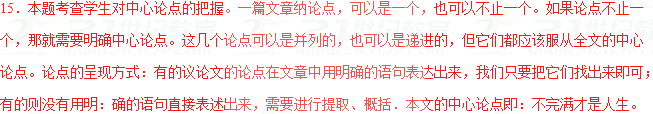 15．本题考查学生对中心论点的把握。一篇文章纳论点，可以是一个，也可以不止一个。如果论点不止一
个，那就需要明确中心论点。这几个论点可以是并列的，也可以是递进的，但它们都应该服从全文的中心
论点。论点的呈现方式：有的议论文的论点在文章中用明确的语句表达出来，我们只要把它们找出来即可；
有的则没有用明：确的语句直接表述出来，需要进行提取、概括．本文的中心论点即：不完满才是人生。